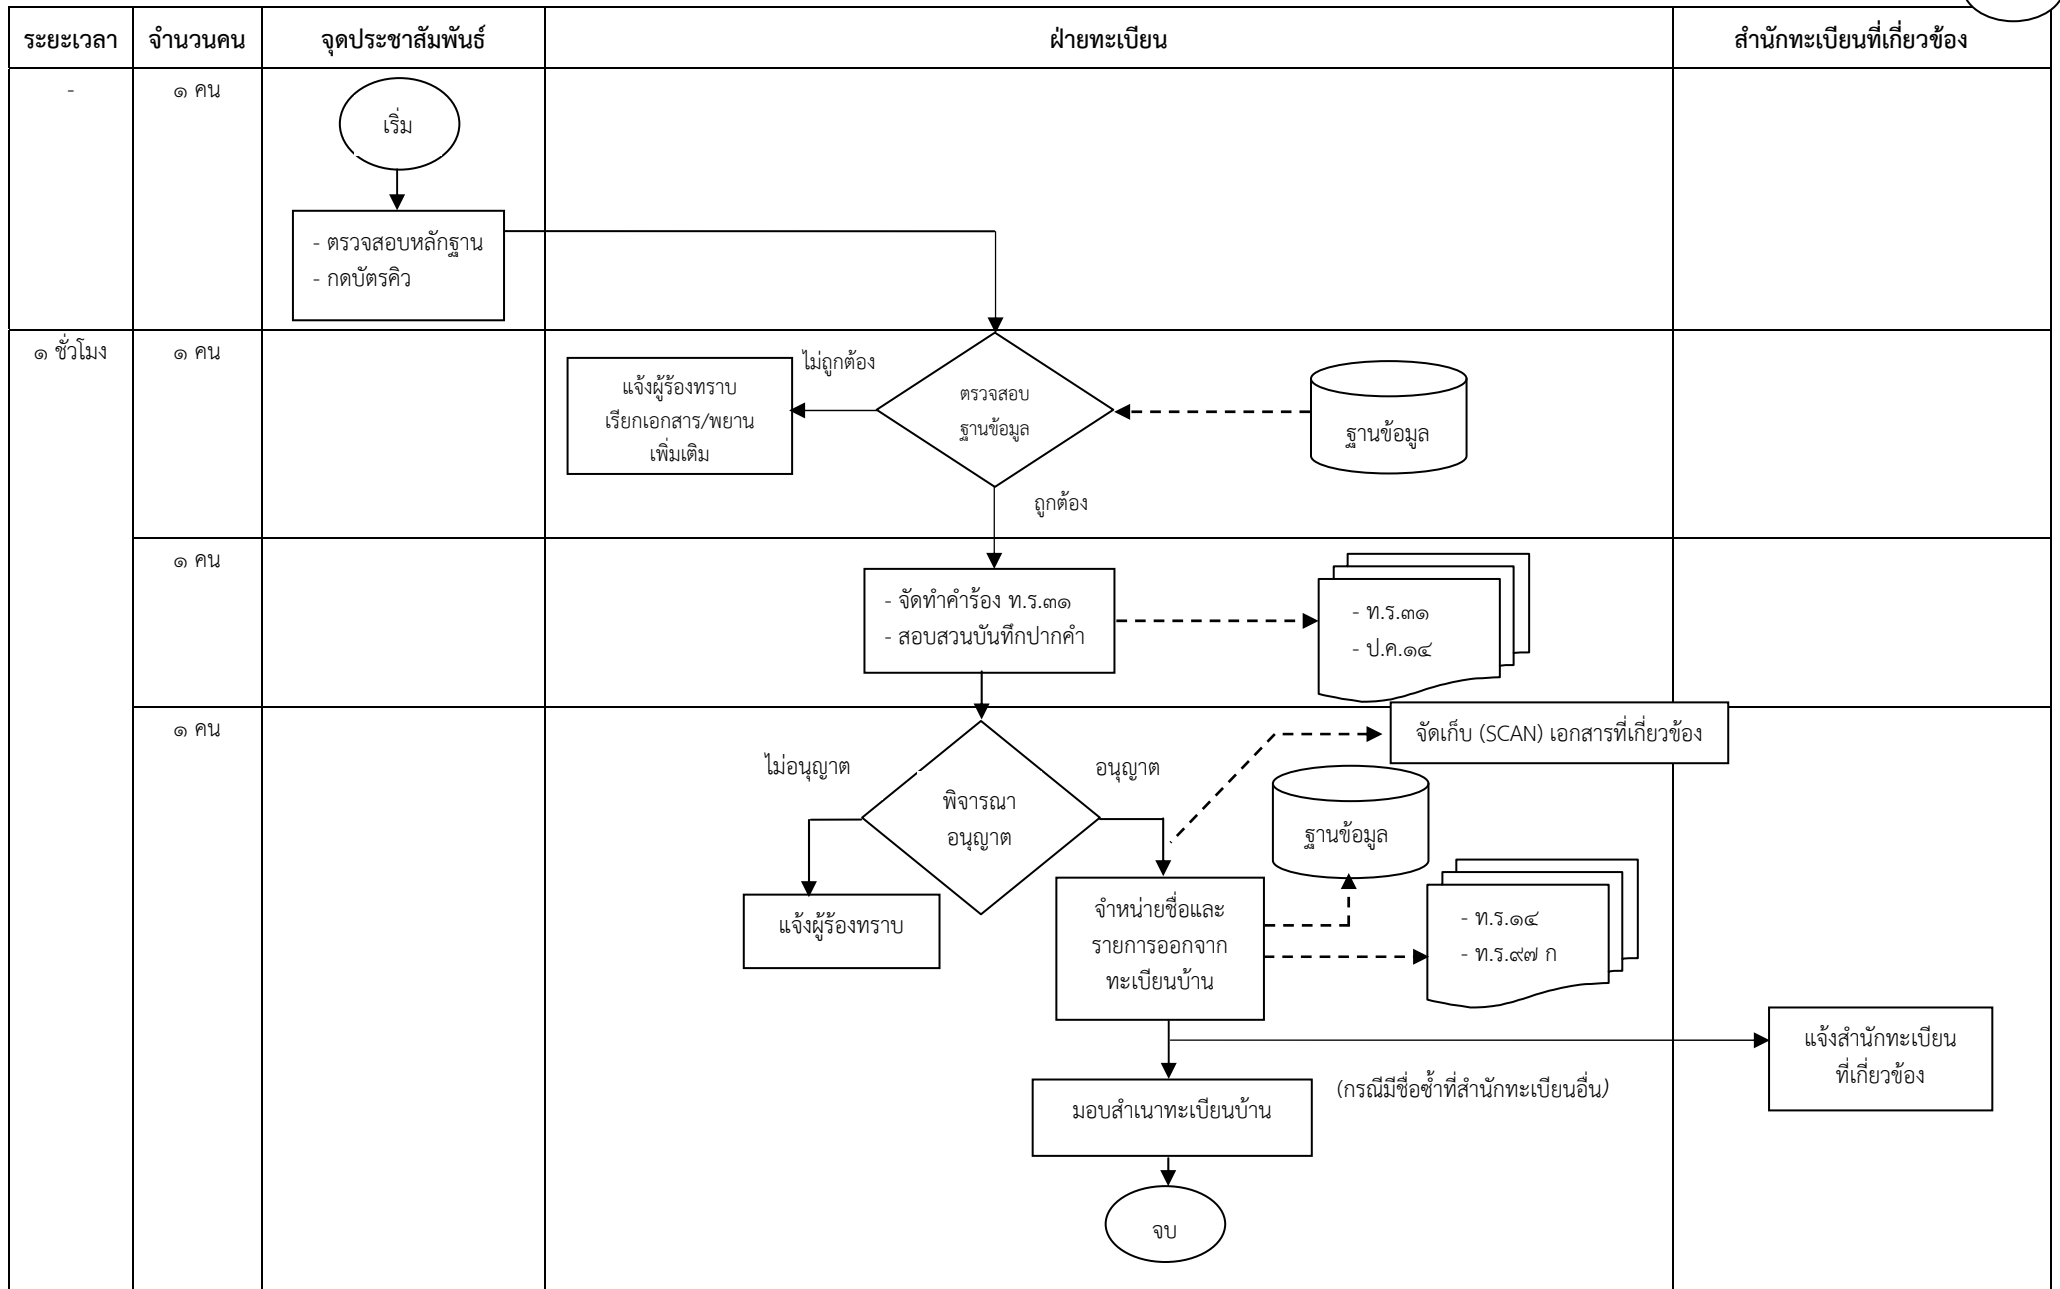 ระยะเวลา
จำนวนคน
จุดประชาสัมพันธ์
ฝ่ายทะเบียน
สำนักทะเบียนที่เกี่ยวข้อง
-
๑ คน
เริ่ม
- ตรวจสอบหลักฐาน
- กดบัตรคิว
๑ ชั่วโมง
๑ คน
ไม่ถูกต้อง
แจ้งผู้ร้องทราบ
เรียกเอกสาร/พยาน
เพิ่มเติม
ตรวจสอบ
ฐานข้อมูล
ฐานข้อมูล
ถูกต้อง
๑ คน
- จัดทำคำร้อง ท.ร.๓๑
- สอบสวนบันทึกปากคำ
- ท.ร.๓๑
- ป.ค.๑๔
๑ คน
จัดเก็บ (SCAN) เอกสารที่เกี่ยวข้อง
ไม่อนุญาต
อนุญาต
พิจารณา
อนุญาต
ฐานข้อมูล
แจ้งผู้ร้องทราบ
จำหน่ายชื่อและ
รายการออกจาก
ทะเบียนบ้าน
- ท.ร.๑๔
- ท.ร.๙๗ ก
แจ้งสำนักทะเบียน
ที่เกี่ยวข้อง
(กรณีมีชื่อซ้ำที่สำนักทะเบียนอื่น)
มอบสำเนาทะเบียนบ้าน
จบ